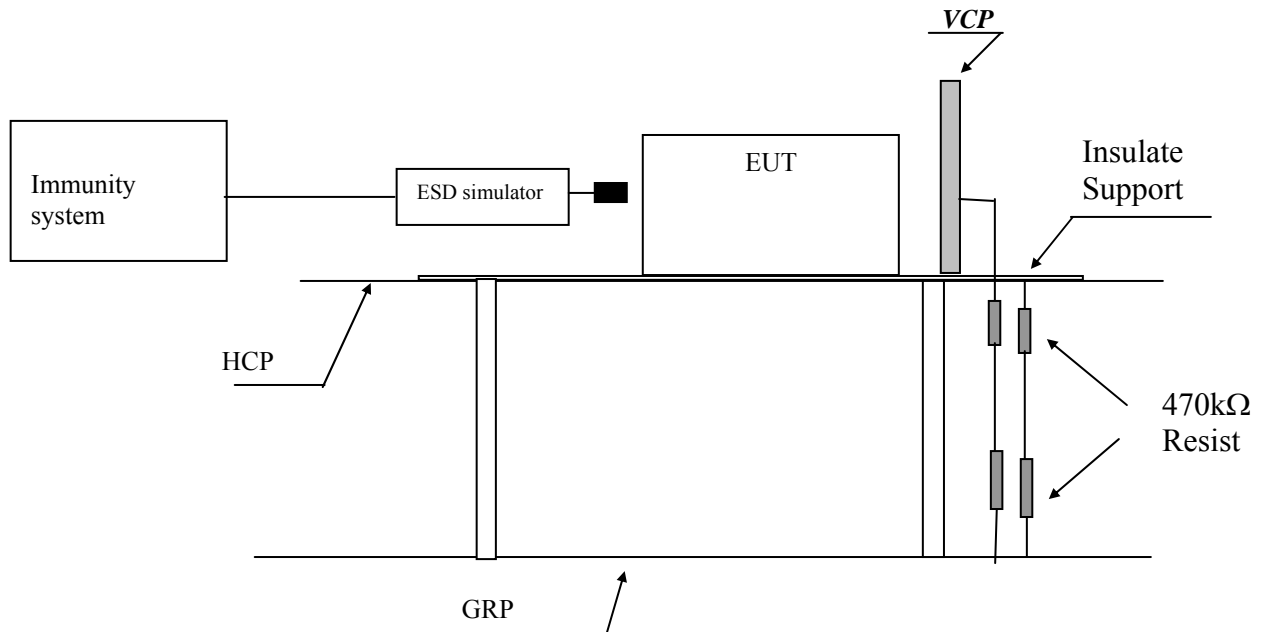 VCP
Immunity
system
ESD simulator
EUT
Insulate
Support
HCP
470kΩ
Resist
GRP